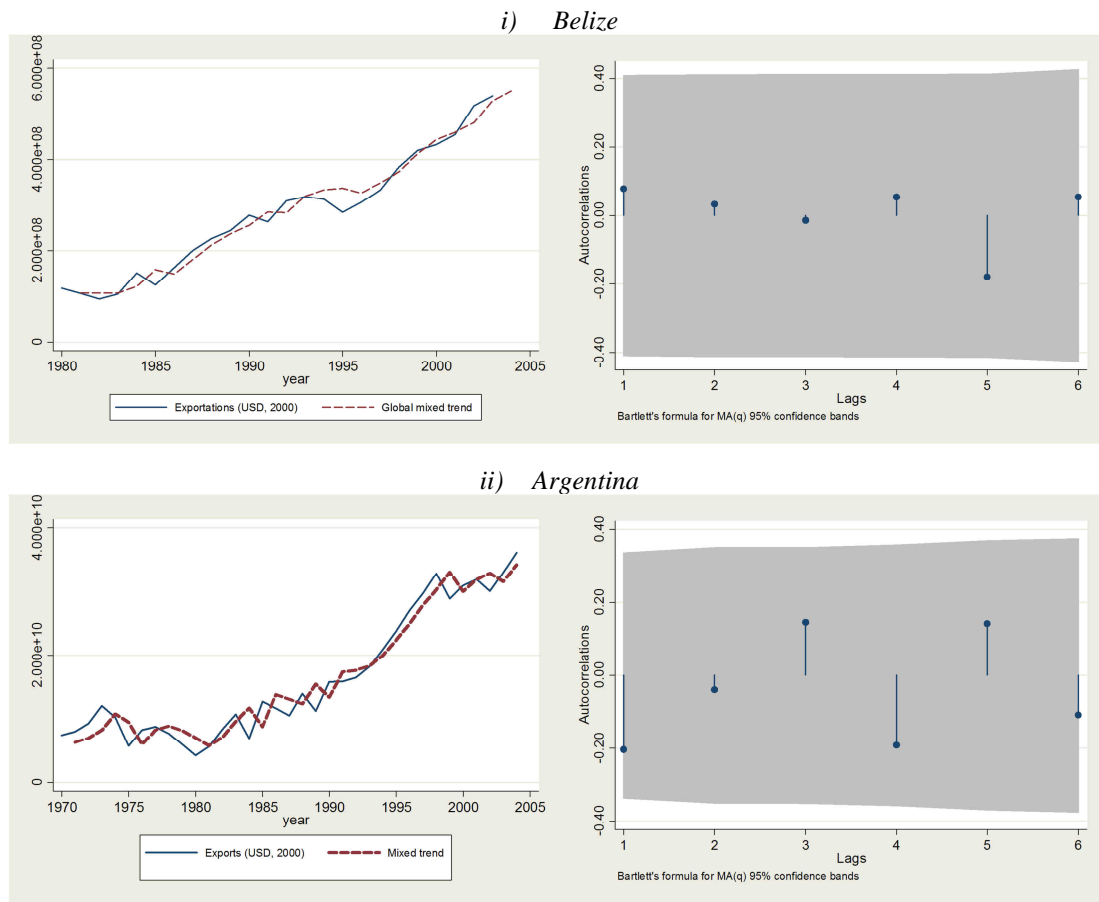 i) Belize
6.000e+08
4.000e+08
2.000e+08
0
1980 1985 1990 1995 2000 2005
year
Exportations (USD, 2000) Global mixed trend
Autocorrelations
0.40
0.20
0.00
-0.20
-0.40
1 2 3 4 5 6
Lags
Bartlett's formula for MA(q) 95% confidence bands
ii) Argentina
4.000e+10
2.000e+10
0
1970 1975 1980 1985 1990 1995 2000 2005
year
Exports (USD, 2000) Mixed trend
Autocorrelations
0.40
0.20
0.00
-0.20
-0.40
1 2 3 4 5 6
Lags
Bartlett's formula for MA(q) 95% confidence bands